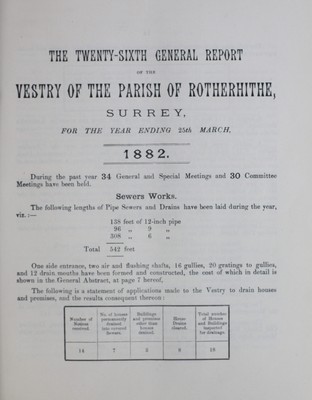 THE TWENTY-SIXTH GENERAL REPORT
OF THE
VESTRY OF THE PARISH OF ROTHERHITHE,
SURREY,
FOR THE YEAR ENDING 25th MARCH,
1882.
During the past year 34 General and Special Meetings and 30 Committee
Meetings have been held.
Sewers Works.
The following lengths of Pipe Sewers and Drains have been laid during the year,
viz. :—
138 feet of 12-inch pipe
96 „ 9 „
308 „ 6 „
Total 542 feet
One side entrance, two air and flushing shafts, 16 gullies, 20 gratings to gullies,
and 12 drain mouths have been formed and constructed, the cost of which in detail is
shown in the General Abstract, at page 7 hereof.
The following is a statement of applications made to the Vestry to drain houses
and premises, and the results consequent thereon :
Number of Notices received. | No. of houses permanently drained into covered Sewers. | Buildings and premises other than houses drained. | House Drains cleared. | Total number of Houses and Buildings inspected for drainage.
14 | 7 | 5 | 8 | 19